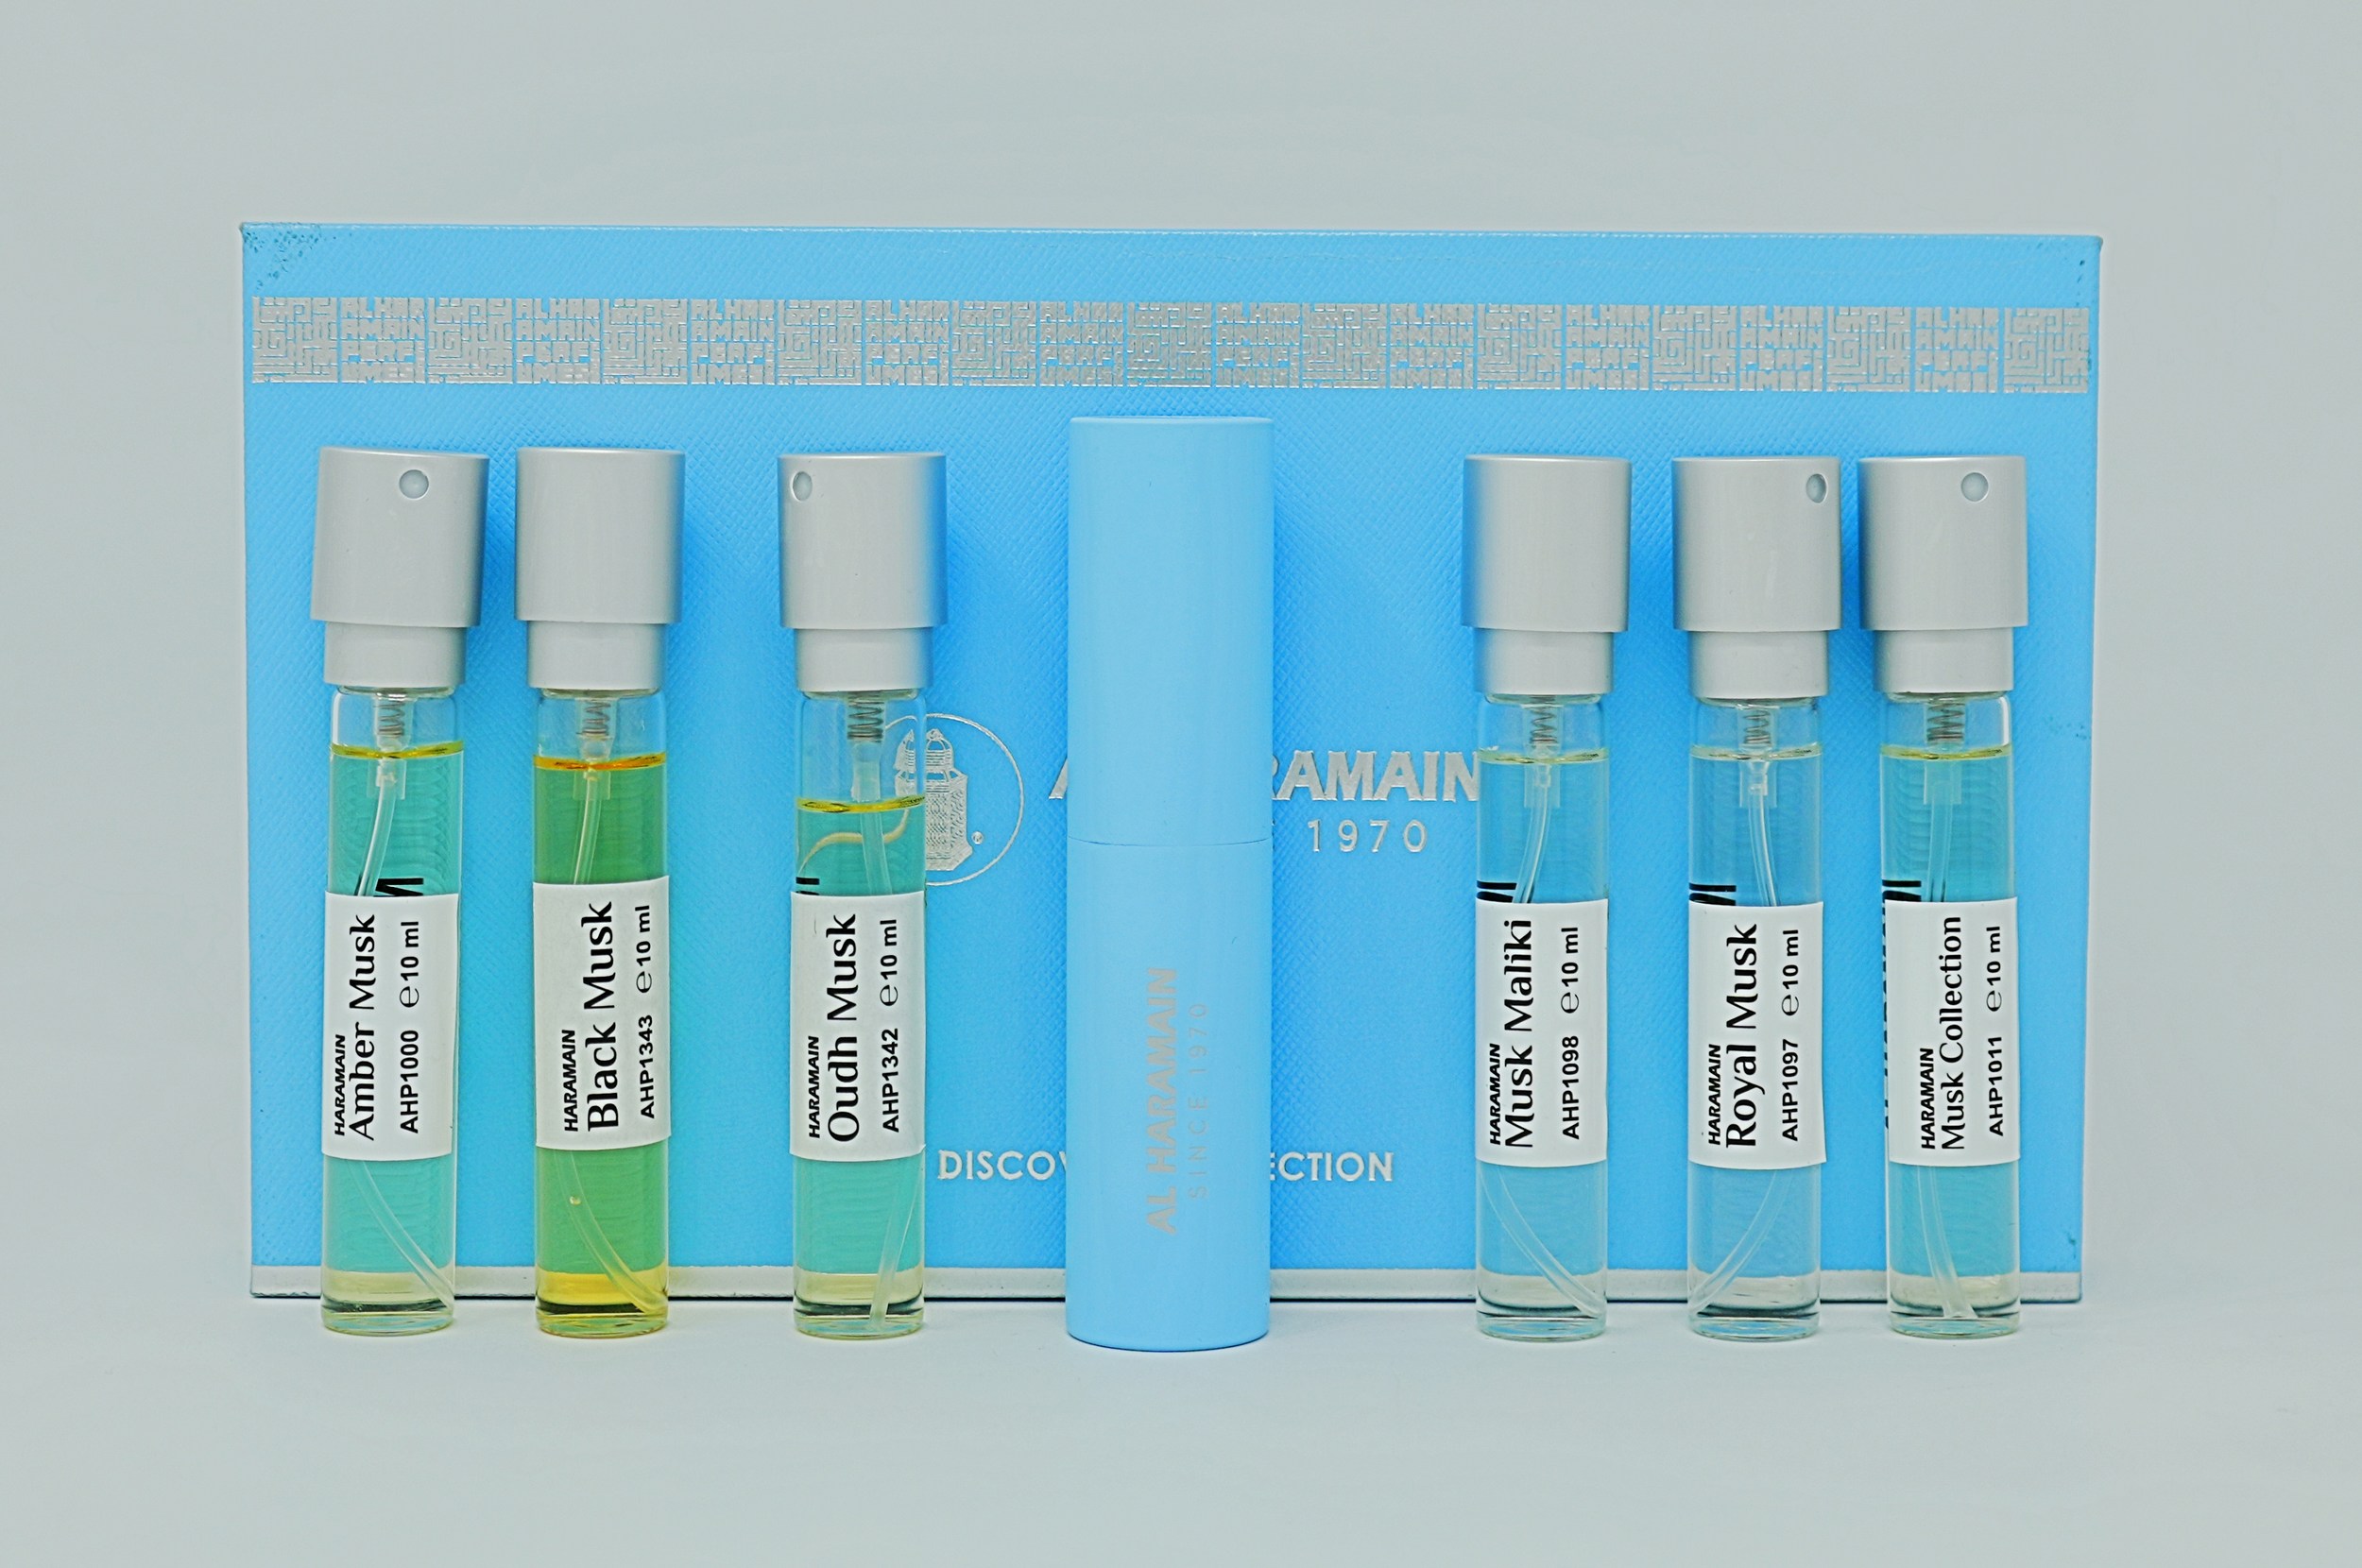 AL HARAMAIN PERFUMES
RAMAIN
1970
DISCOV
ECTION
HARAMAIN
Amber Musk
AHP1000 ℮10 ml
HARAMAIN
Black Musk
AHP1343 ℮10 ml
HARAMAIN
Oudh Musk
AHP1342 ℮10 ml
AL HARAMAIN
SINCE 1970
HARAMAIN
Musk Maliki
AHP1098 ℮10 ml
HARAMAIN
Royal Musk
AHP1097 ℮10 ml
HARAMAIN
Musk Collection
AHP1011 ℮10 ml